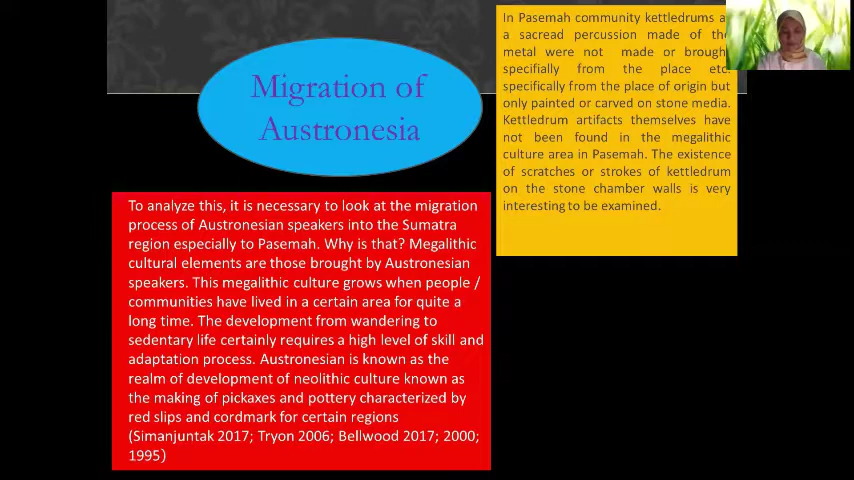 Migration of
Austronesia
In Pasemah community kettledrums a
a sacread percussion made of the
metal were not made or brough
specifially from the place etc.
specifically from the place of origin but
only painted or carved on stone media.
Kettledrum artifacts themselves have
not been found in the megalithic
culture area in Pasemah. The existence
of scratches or strokes of kettledrum
on the stone chamber walls is very
interesting to be examined.
To analyze this, it is necessary to look at the migration
process of Austronesian speakers into the Sumatra
region especially to Pasemah. Why is that? Megalithic
cultural elements are those brought by Austronesian
speakers. This megalithic culture grows when people /
communities have lived in a certain area for quite a
long time. The development from wandering to
sedentary life certainly requires a high level of skill and
adaptation process. Austronesian is known as the
realm of development of neolithic culture known as
the making of pickaxes and pottery characterized by
red slips and cordmark for certain regions
(Simanjuntak 2017; Tryon 2006; Bellwood 2017; 2000;
1995)